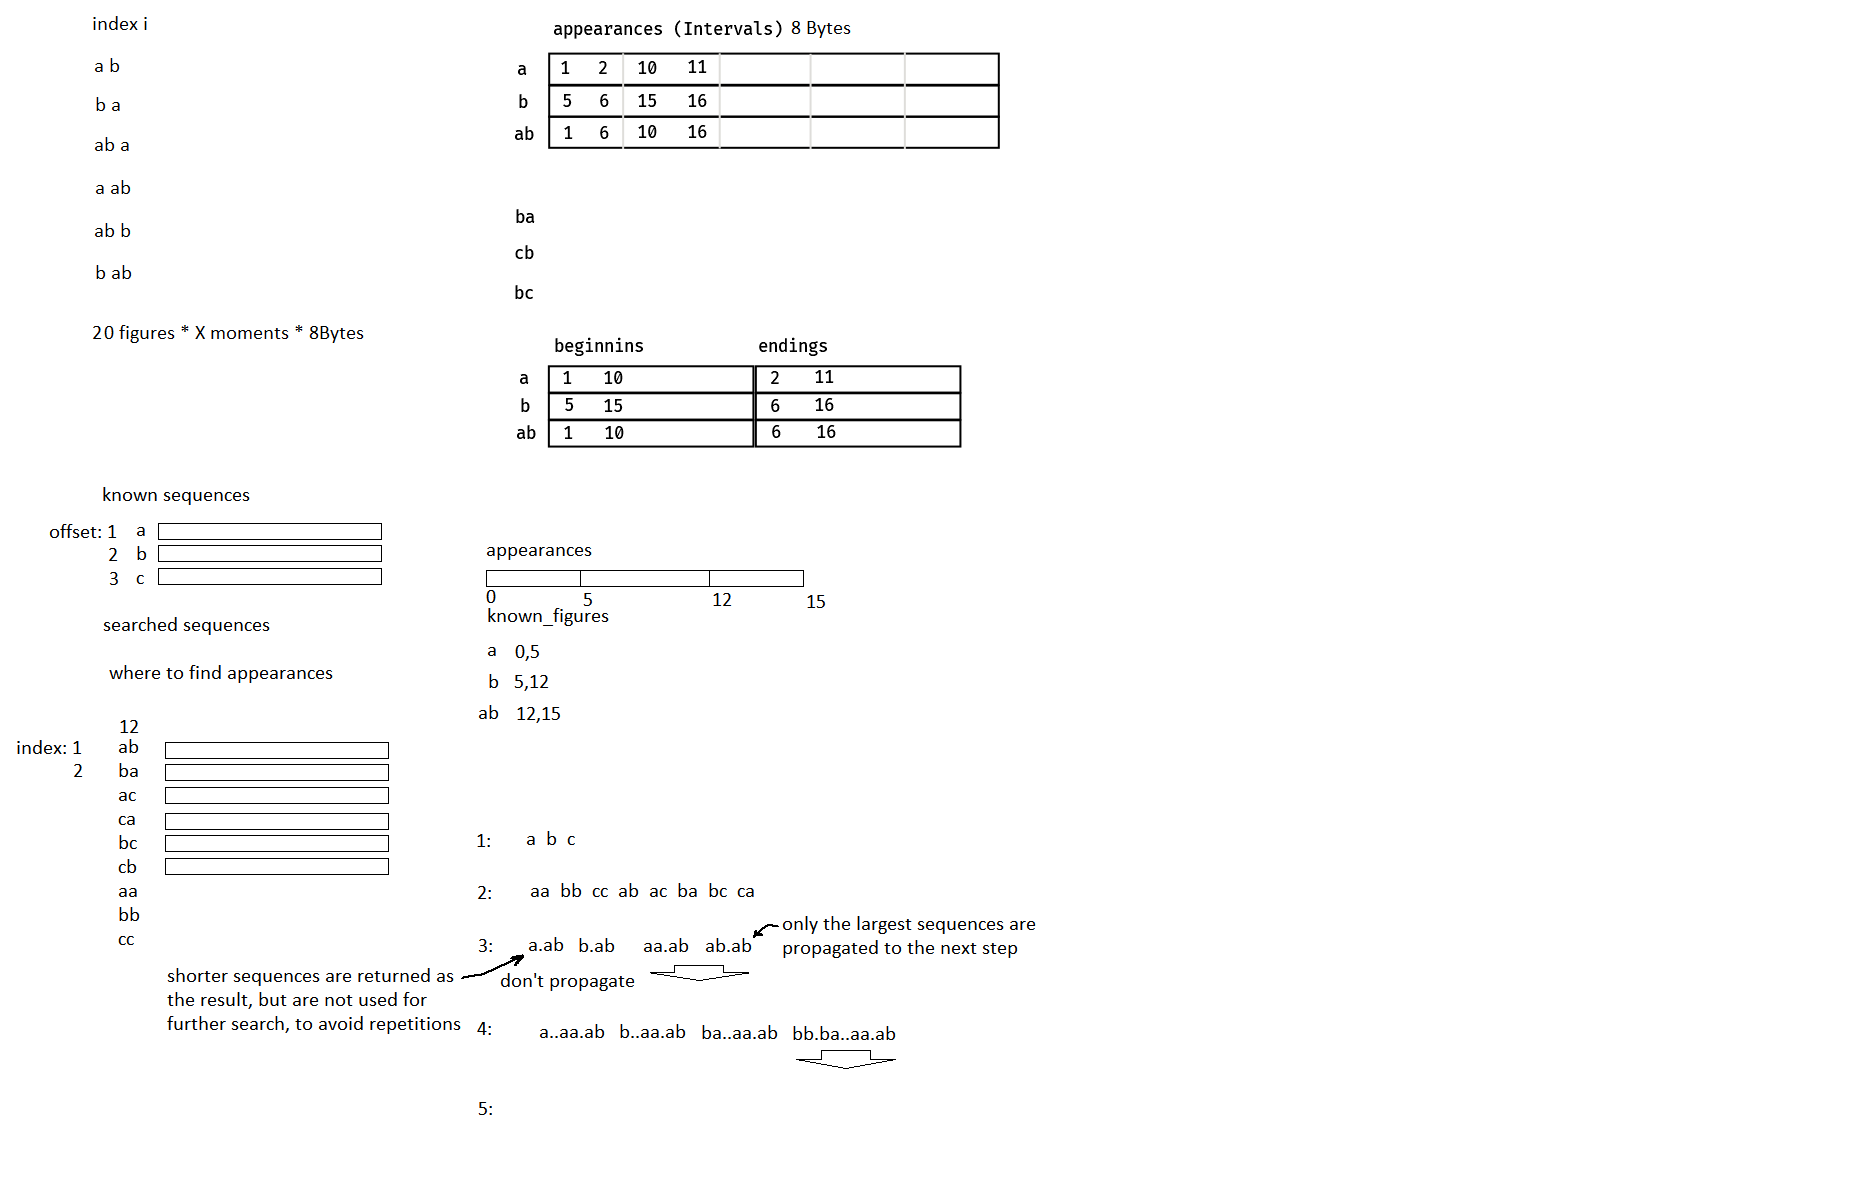 index i
a b
b a
ab a
a ab
ab b
b ab
20 figures * X moments * 8Bytes
appearances (Intervals) 8 Bytes
a 1 2 10 11
b 5 6 15 16
ab 1 6 10 16
ba
cb
bc
beginnins endings
a 1 10 2 11
b 5 15 6 16
ab 1 10 6 16
known sequences
offset: 1 a
2 b
3 c
searched sequences
where to find appearances
12
index: 1 ab
2 ba
ac
ca
bc
cb
aa
bb
cc
appearances
0 5 12 15
known_figures
a 0,5
b 5,12
ab 12,15
1: a b c
2: aa bb cc ab ac ba bc ca
3: a.ab b.ab aa.ab ab.ab
only the largest sequences are
propagated to the next step
don't propagate
shorter sequences are returned as
the result, but are not used for
further search, to avoid repetitions
4: a..aa.ab b..aa.ab ba..aa.ab bb.ba..aa.ab
5: